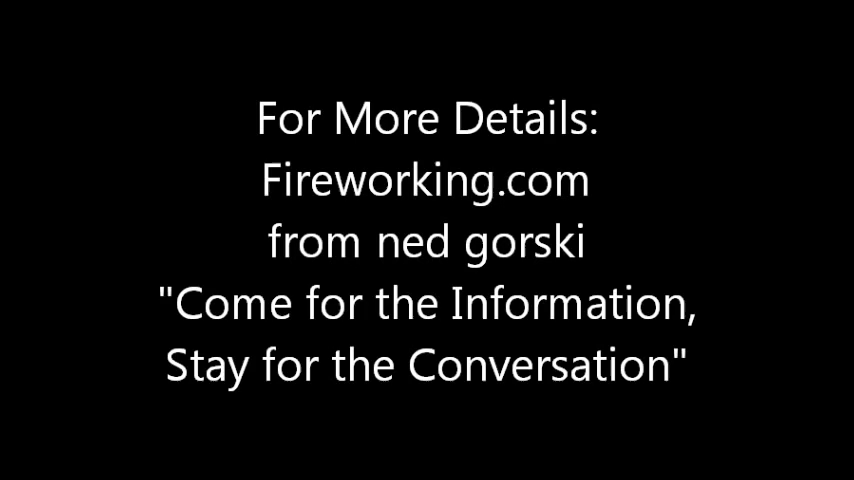 For More Details:
Fireworking.com
from ned gorski
"Come for the Information,
Stay for the Conversation"